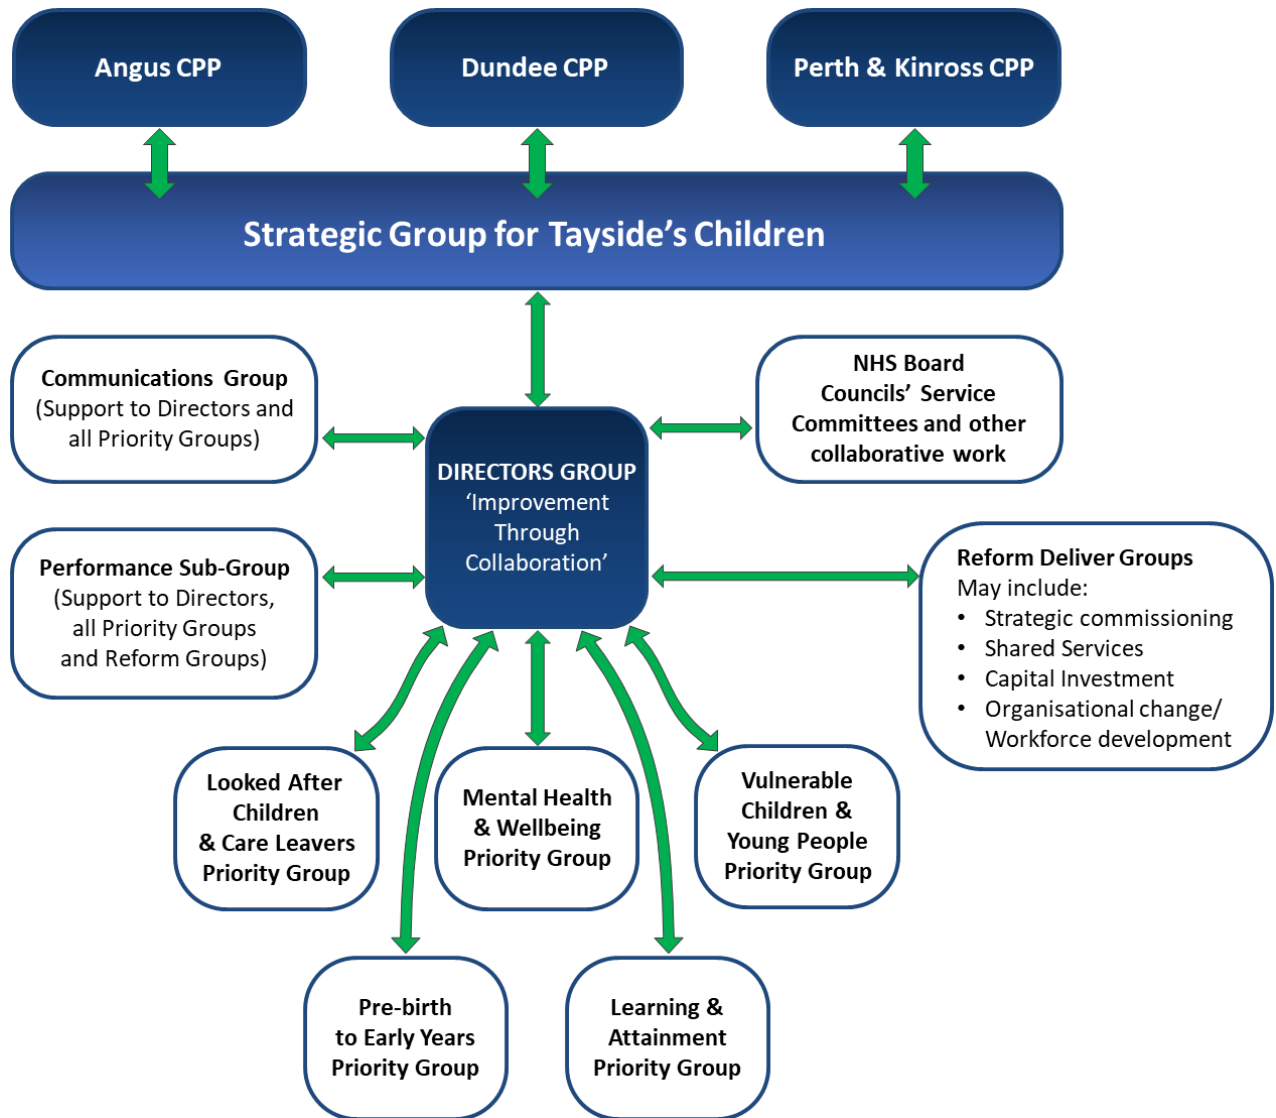 Angus CPP
Dundee CPP
Perth & Kinross CPP
Strategic Group for Tayside’s Children
Communications Group
(Support to Directors and
all Priority Groups)
NHS Board
Councils’ Service
Committees and other
collaborative work
DIRECTORS GROUP
‘Improvement
Through
Collaboration’
Performance Sub-Group
(Support to Directors,
all Priority Groups
and Reform Groups)
Reform Deliver Groups
May include:
• Strategic commissioning
• Shared Services
• Capital Investment
• Organisational change/
Workforce development
Looked After
Children
& Care Leavers
Priority Group
Mental Health
& Wellbeing
Priority Group
Vulnerable
Children &
Young People
Priority Group
Pre-birth
to Early Years
Priority Group
Learning &
Attainment
Priority Group